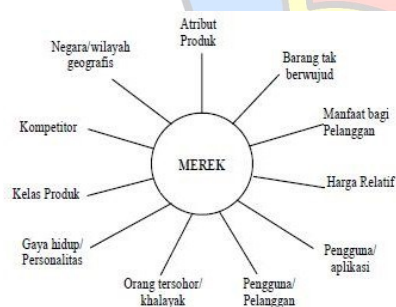 Atribut
Produk
Barang tak
berwujud
Manfaat bagi
Pelanggan
Harga Relatif
Pengguna/
aplikasi
Pengguna/
Pelanggan
Orang tersohor/
khalayak
Gaya hidup/
Personalitas
Kelas Produk
Kompetitor
Negara/wilayah
geografis
MEREK